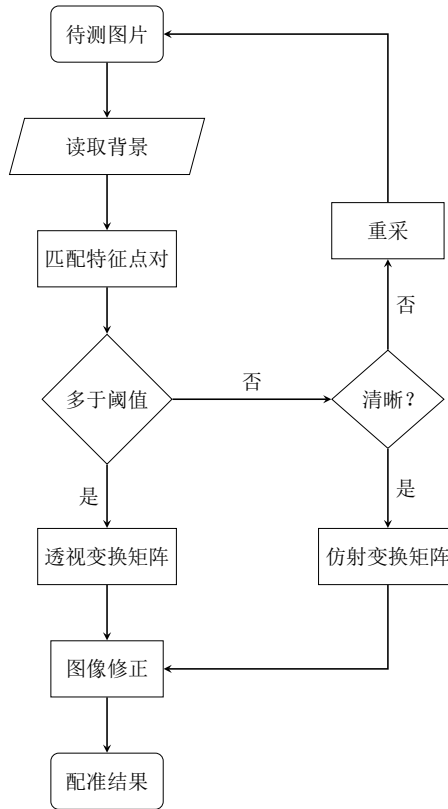 待测图片
读取背景
匹配特征点对
重采
否
多于阈值
否
清晰?
是
是
透视变换矩阵
仿射变换矩阵
图像修正
配准结果